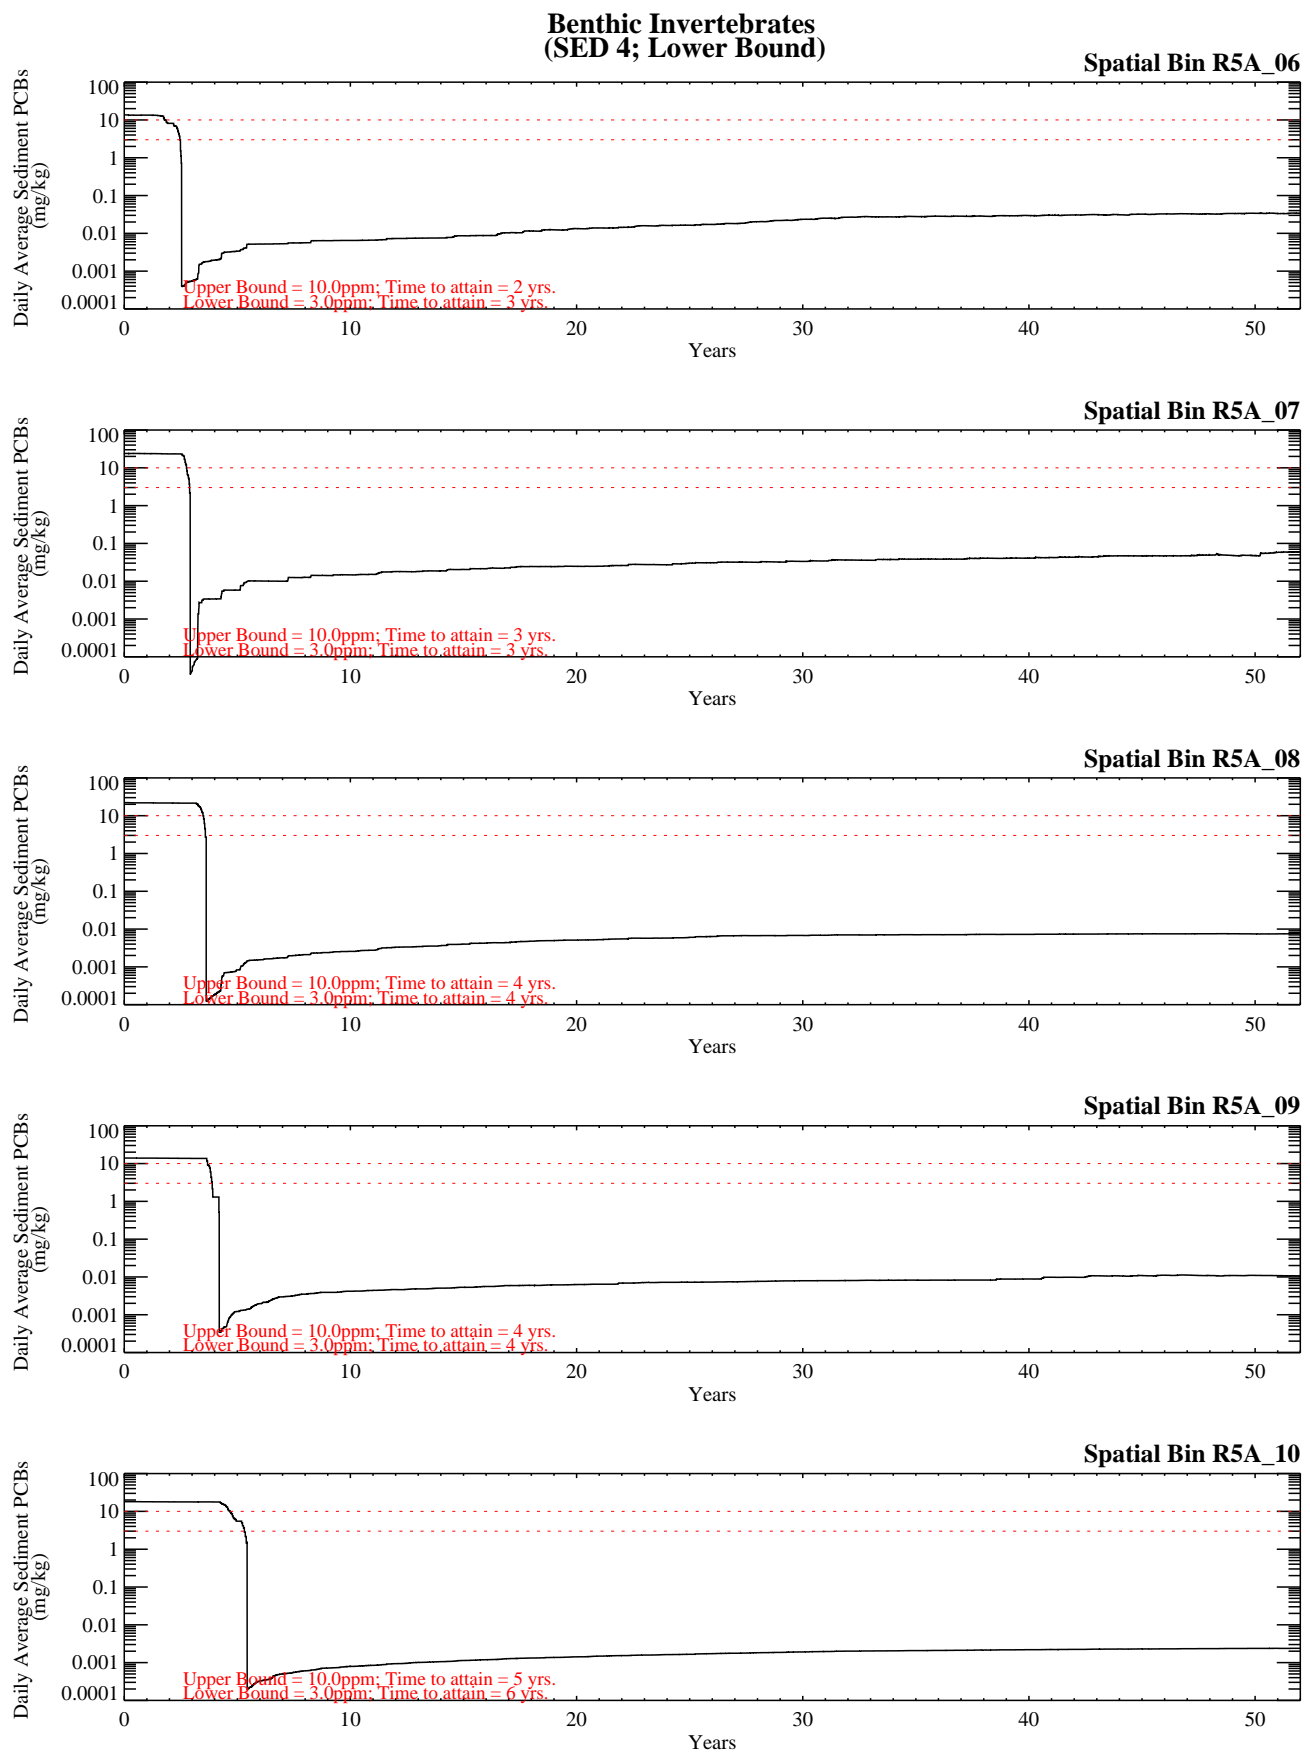 Benthic Invertebrates
(SED 4; Lower Bound)
Spatial Bin R5A_06
Daily Average Sediment PCBs
(mg/kg)
100
10
1
0.1
0.01
0.001
0.0001
Upper Bound = 10.0ppm; Time to attain = 2 yrs.
Lower Bound = 3.0ppm; Time to attain = 3 yrs.
0 10 20 30 40 50
Years
Spatial Bin R5A_07
Daily Average Sediment PCBs
(mg/kg)
100
10
1
0.1
0.01
0.001
0.0001
Upper Bound = 10.0ppm; Time to attain = 3 yrs.
Lower Bound = 3.0ppm; Time to attain = 3 yrs.
0 10 20 30 40 50
Years
Spatial Bin R5A_08
Daily Average Sediment PCBs
(mg/kg)
100
10
1
0.1
0.01
0.001
0.0001
Upper Bound = 10.0ppm; Time to attain = 4 yrs.
Lower Bound = 3.0ppm; Time to attain = 4 yrs.
0 10 20 30 40 50
Years
Spatial Bin R5A_09
Daily Average Sediment PCBs
(mg/kg)
100
10
1
0.1
0.01
0.001
0.0001
Upper Bound = 10.0ppm; Time to attain = 4 yrs.
Lower Bound = 3.0ppm; Time to attain = 4 yrs.
0 10 20 30 40 50
Years
Spatial Bin R5A_10
Daily Average Sediment PCBs
(mg/kg)
100
10
1
0.1
0.01
0.001
0.0001
Upper Bound = 10.0ppm; Time to attain = 5 yrs.
Lower Bound = 3.0ppm; Time to attain = 6 yrs.
0 10 20 30 40 50
Years